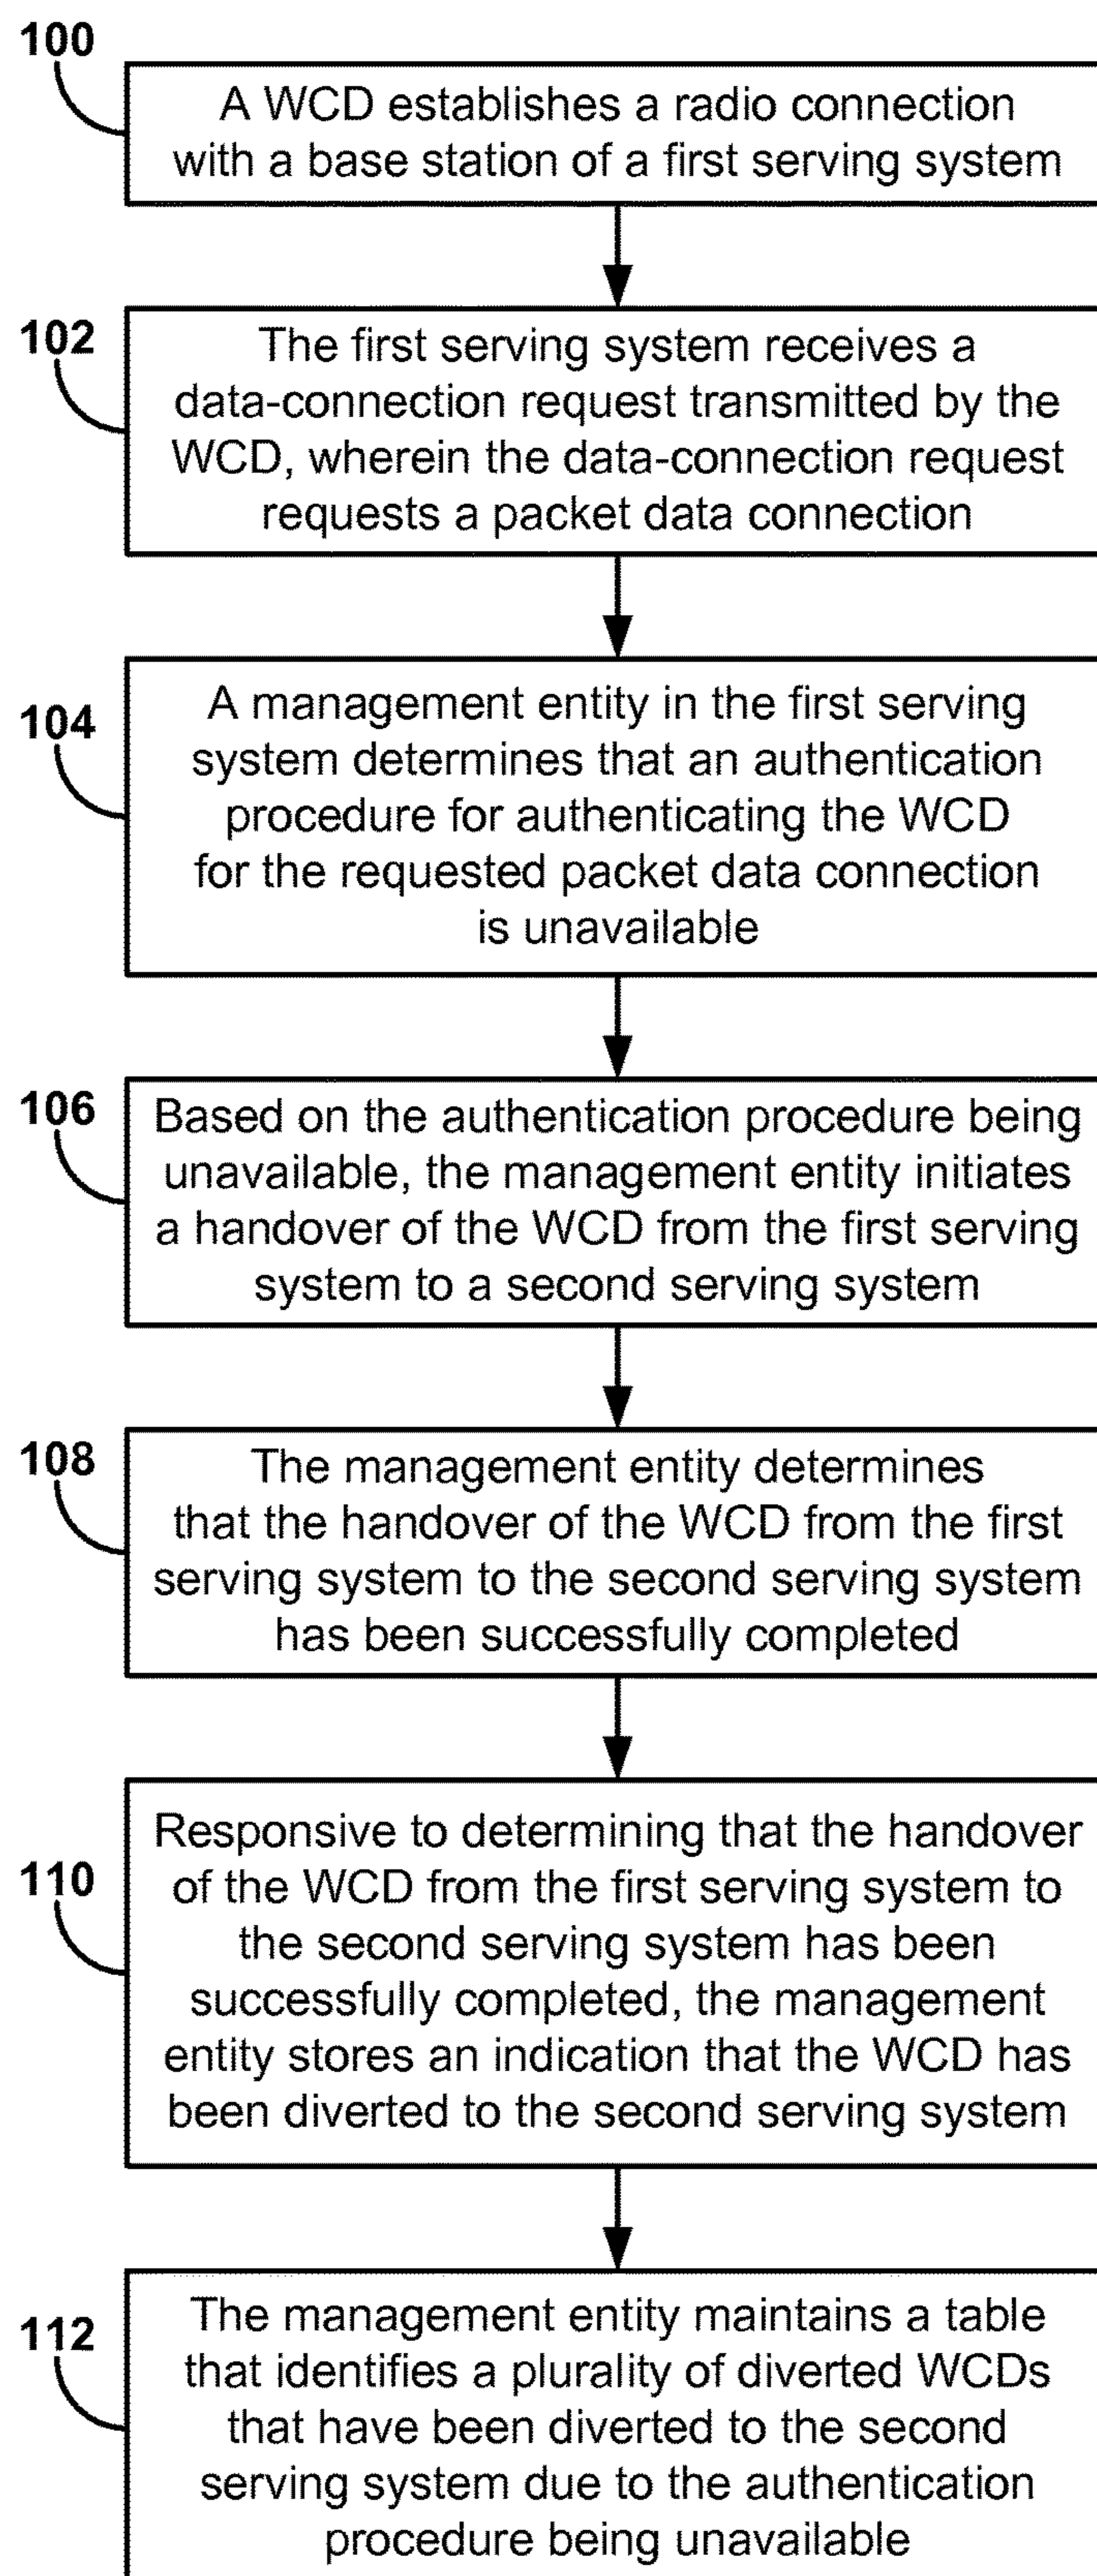 100
A WCD establishes a radio connection
with a base station of a first serving system
102
The first serving system receives a
data-connection request transmitted by the
WCD, wherein the data-connection request
requests a packet data connection
104
A management entity in the first serving
system determines that an authentication
procedure for authenticating the WCD
for the requested packet data connection
is unavailable
106
Based on the authentication procedure being
unavailable, the management entity initiates
a handover of the WCD from the first serving
system to a second serving system
108
The management entity determines
that the handover of the WCD from the first
serving system to the second serving system
has been successfully completed
110
Responsive to determining that the handover
of the WCD from the first serving system to
the second serving system has been
successfully completed, the management
entity stores an indication that the WCD has
been diverted to the second serving system
112
The management entity maintains a table
that identifies a plurality of diverted WCDs
that have been diverted to the second
serving system due to the authentication
procedure being unavailable